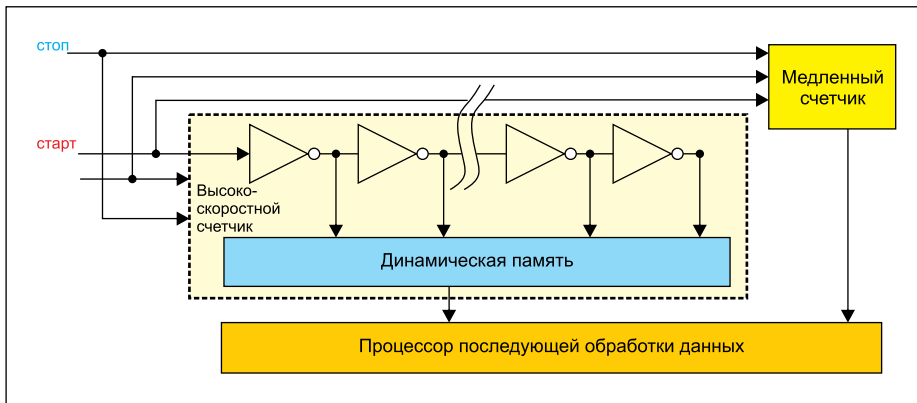 стоп
Медленный
счетчик
старт
Высоко-
скоростной
счетчик
Динамическая память
Процессор последующей обработки данных